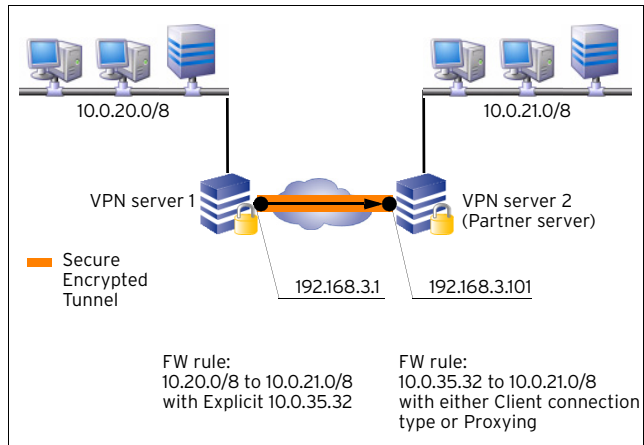 10.0.20.0/8
10.0.21.0/8
VPN server 1
VPN server 2
(Partner server)
Secure
Encrypted
Tunnel
192.168.3.1
192.168.3.101
FW rule:
10.20.0/8 to 10.0.21.0/8
with Explicit 10.0.35.32
FW rule:
10.0.35.32 to 10.0.21.0/8
with either Client connection
type or Proxying